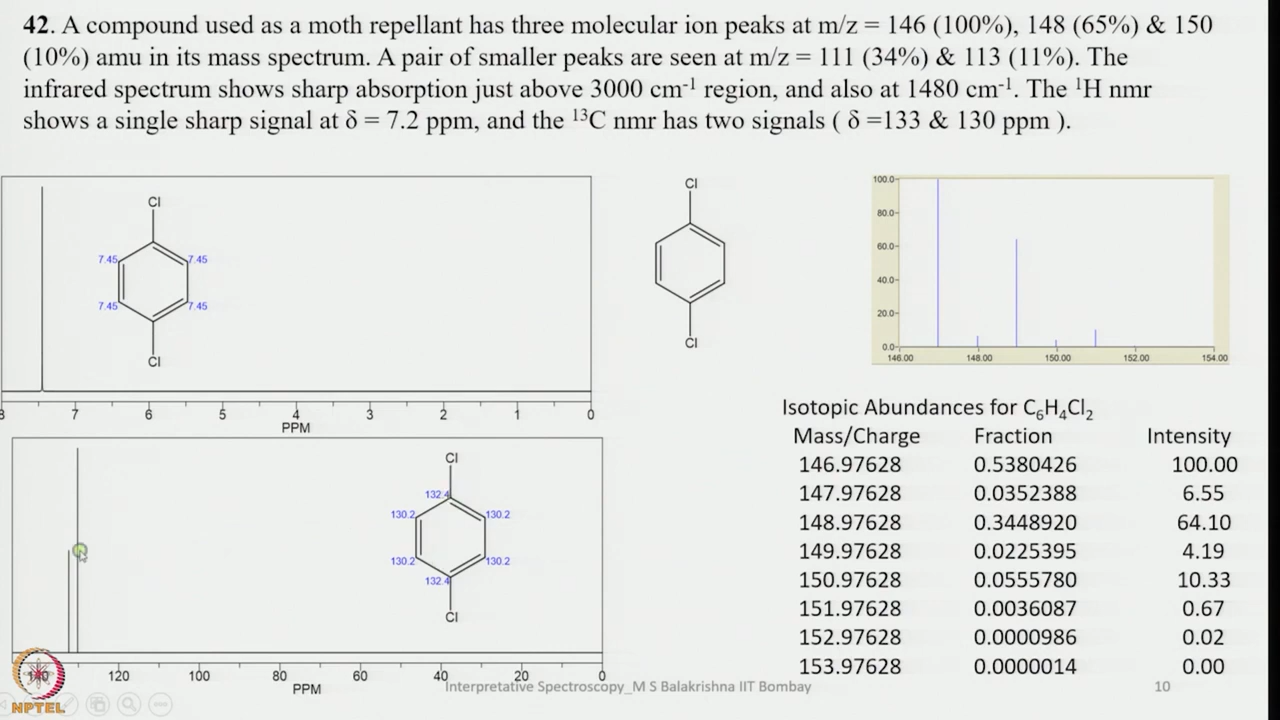 42. A compound used as a moth repellant has three molecular ion peaks at m/z = 146 (100%), 148 (65%) & 150
(10%) amu in its mass spectrum. A pair of smaller peaks are seen at m/z = 111 (34%) & 113 (11%). The
infrared spectrum shows sharp absorption just above 3000 cm⁻¹ region, and also at 1480 cm⁻¹. The ¹H nmr
shows a single sharp signal at δ = 7.2 ppm, and the ¹³C nmr has two signals ( δ =133 & 130 ppm ).
Cl
7.45 7.45
7.45 7.45
Cl
8 7 6 5 4 3 2 1 0
PPM
Cl
Cl
100.0
80.0
60.0
40.0
20.0
0.0
146.00 148.00 150.00 152.00 154.00
Cl
132.4
130.2 130.2
130.2 130.2
132.4
Cl
120 100 80 60 40 20 0
PPM
Isotopic Abundances for C₆H₄Cl₂
Mass/Charge Fraction Intensity
146.97628 0.5380426 100.00
147.97628 0.0352388 6.55
148.97628 0.3448920 64.10
149.97628 0.0225395 4.19
150.97628 0.0555780 10.33
151.97628 0.0036087 0.67
152.97628 0.0000986 0.02
153.97628 0.0000014 0.00
NPTEL
Interpretative Spectroscopy_M S Balakrishna IIT Bombay 10